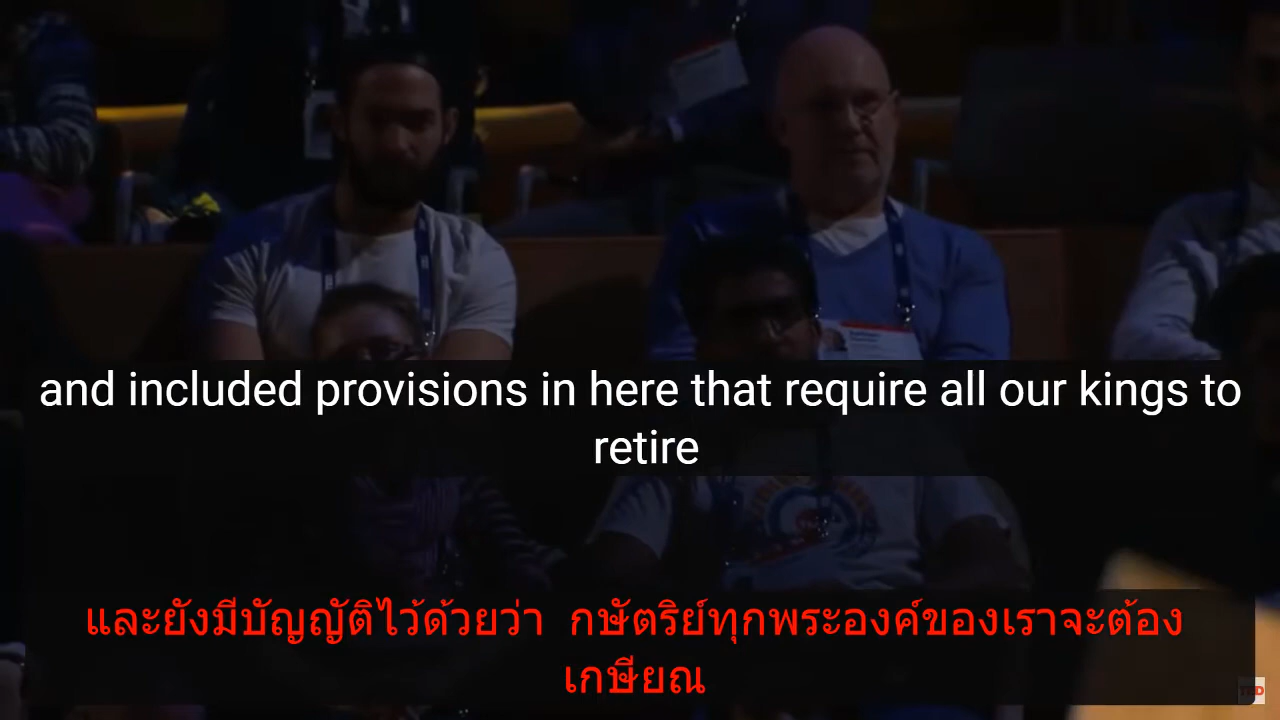 and included provisions in here that require all our kings to
retire
และยังมีบัญญัติไว้ด้วยว่า กษัตริย์ทุกพระองค์ของเราจะต้อง
เกษียณ
TED